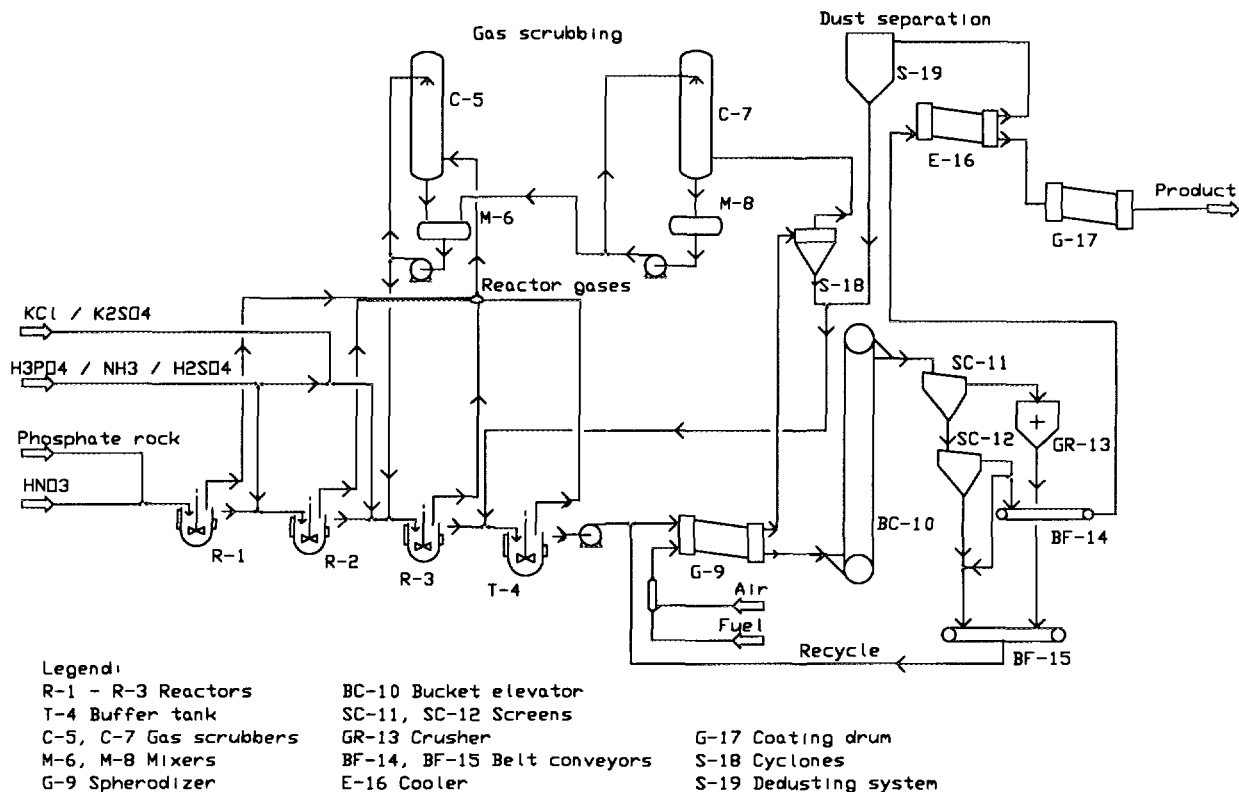 Gas scrubbing
Dust separation
S-19
C-5
C-7
E-16
Product
G-17
M-6
M-8
S-18
Reactor gases
KCl / K2SO4
H3PO4 / NH3 / H2SO4
Phosphate rock
HNO3
SC-11
SC-12
GR-13
BC-10
BF-14
R-1
R-2
R-3
T-4
G-9
Air
Fuel
Recycle
BF-15
Legend:
R-1 - R-3 Reactors
T-4 Buffer tank
C-5, C-7 Gas scrubbers
M-6, M-8 Mixers
G-9 Spherodizer
BC-10 Bucket elevator
SC-11, SC-12 Screens
GR-13 Crusher
BF-14, BF-15 Belt conveyors
E-16 Cooler
G-17 Coating drum
S-18 Cyclones
S-19 Dedusting system